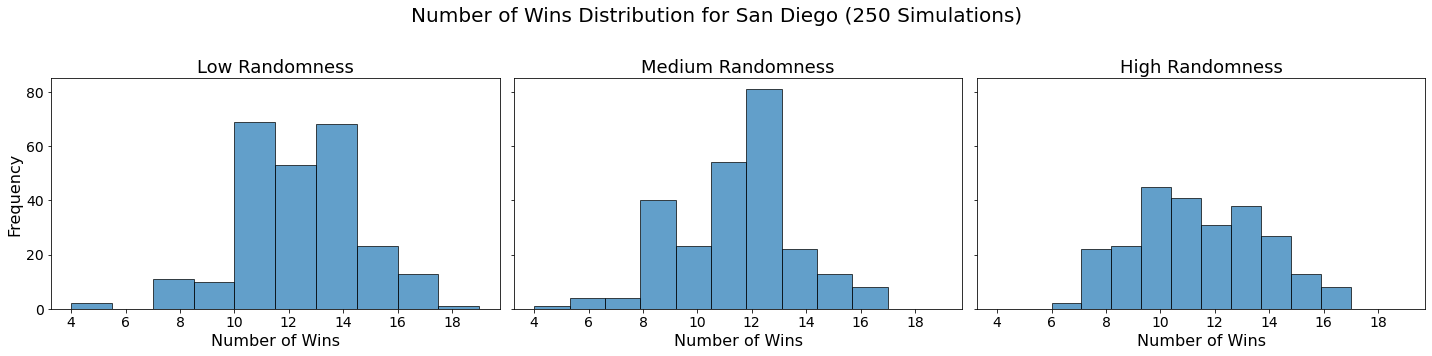 Number of Wins Distribution for San Diego (250 Simulations)
Low Randomness
Medium Randomness
High Randomness
Frequency
80
60
40
20
0
4 6 8 10 12 14 16 18
4 6 8 10 12 14 16 18
4 6 8 10 12 14 16 18
Number of Wins
Number of Wins
Number of Wins